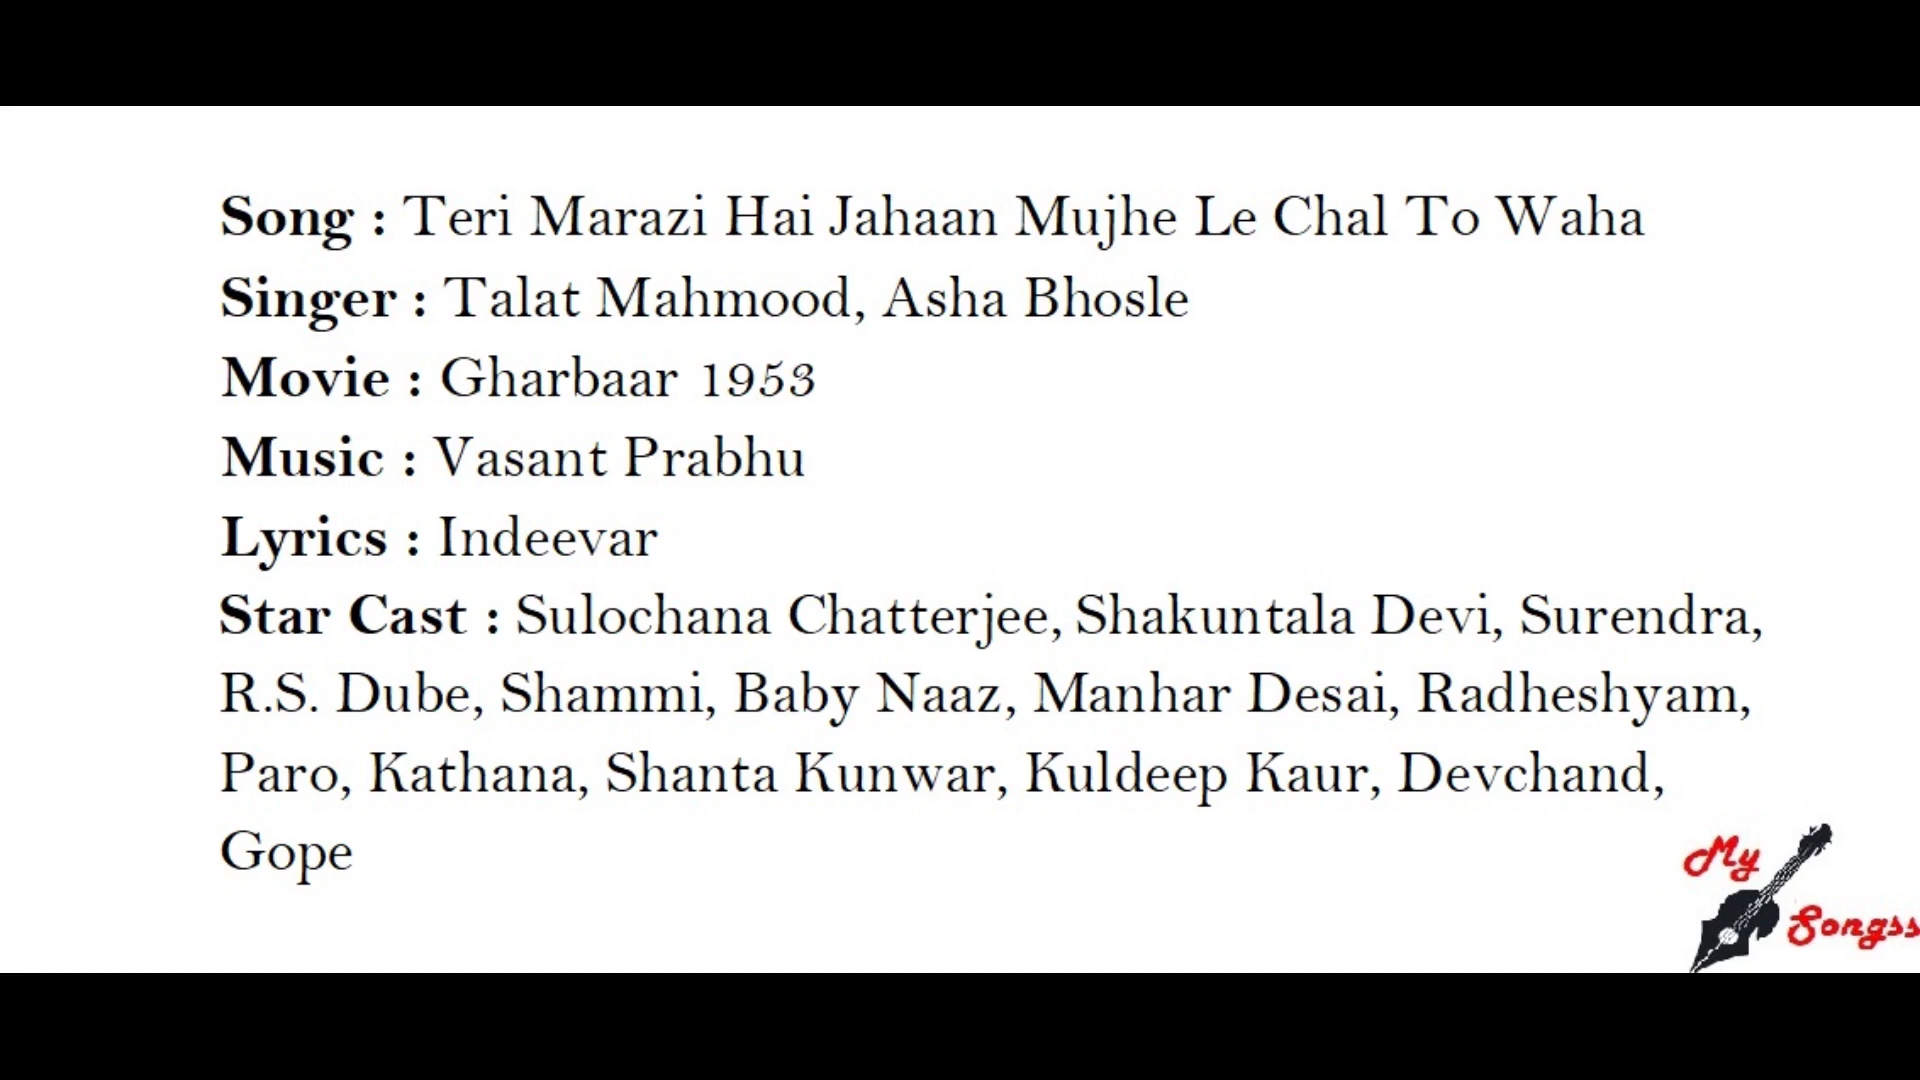 Song : Teri Marazi Hai Jahaan Mujhe Le Chal To Waha
Singer : Talat Mahmood, Asha Bhosle
Movie : Gharbaar 1953
Music : Vasant Prabhu
Lyrics : Indeevar
Star Cast : Sulochana Chatterjee, Shakuntala Devi, Surendra,
R.S. Dube, Shammi, Baby Naaz, Manhar Desai, Radheshyam,
Paro, Kathana, Shanta Kunwar, Kuldeep Kaur, Devchand,
Gope
My
Songss